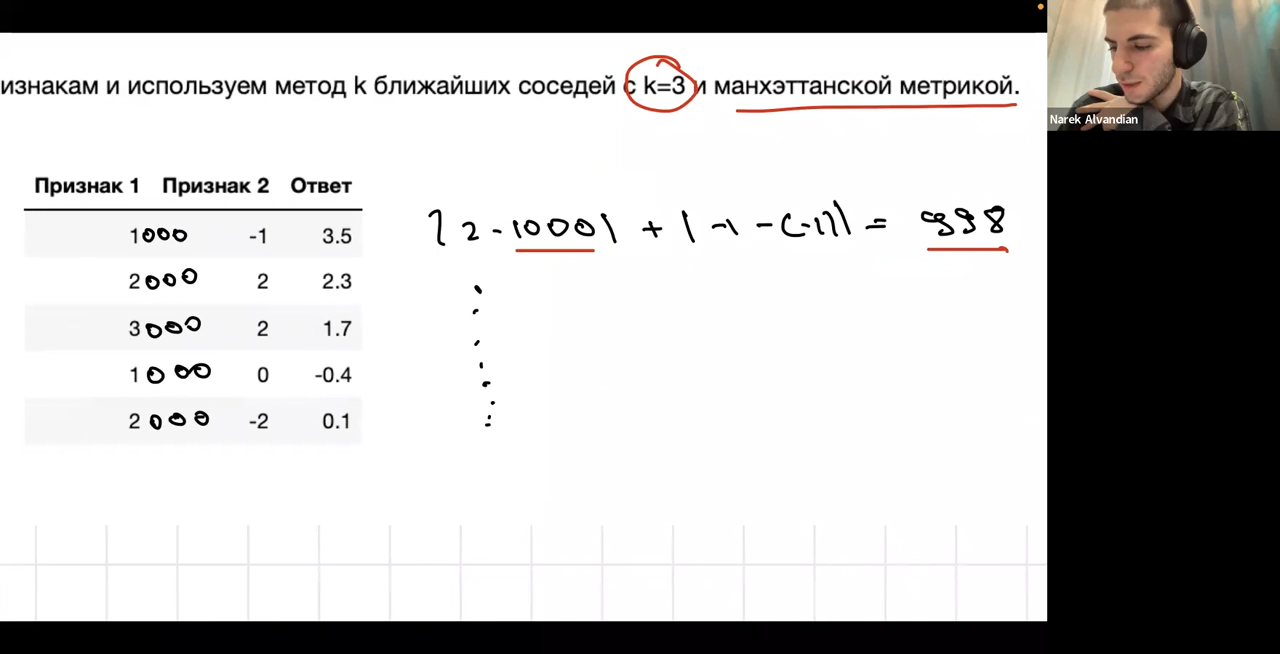 изнакам и используем метод k ближайших соседей с k=3 и манхэттанской метрикой.
Narek Alvandian
Признак 1 Признак 2 Ответ
1000 -1 3.5
|2-1000| + |-1-(-1)| = 998
2000 2 2.3
3000 2 1.7
1000 0 -0.4
2000 -2 0.1